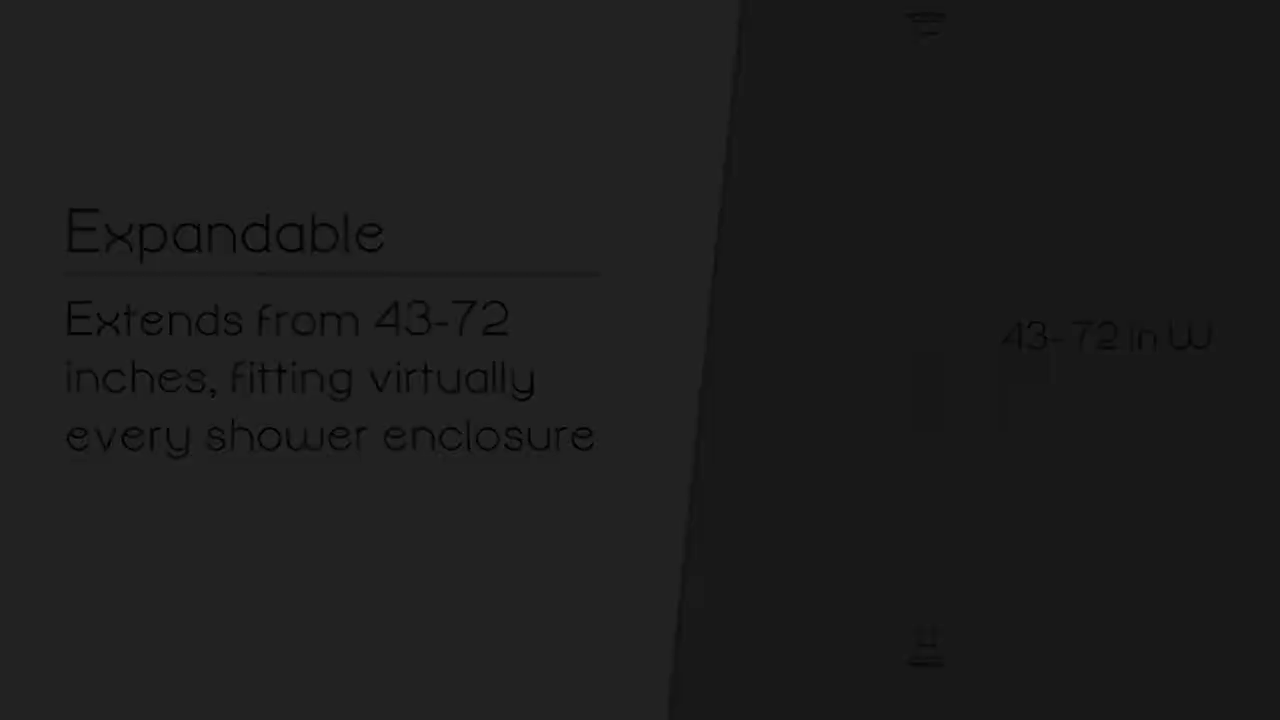 Expandable
Extends from 43-72
inches, fitting virtually
every shower enclosure
43- 72 in W